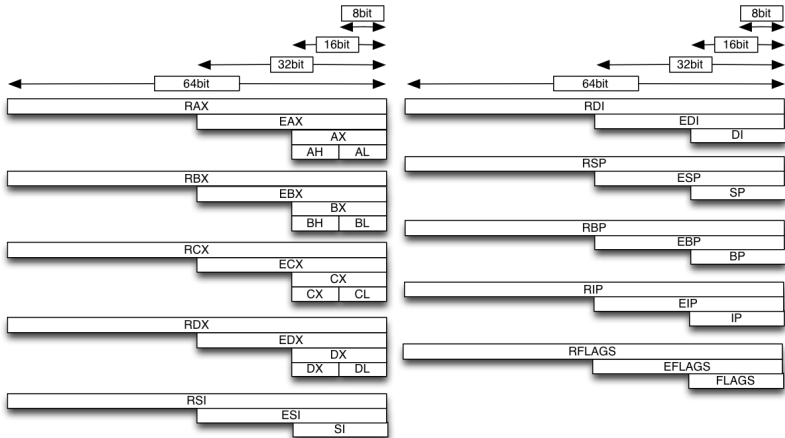 8bit
16bit
32bit
64bit
RAX
EAX
AX
AH AL
RBX
EBX
BX
BH BL
RCX
ECX
CX
CX CL
RDX
EDX
DX
DX DL
RSI
ESI
SI
8bit
16bit
32bit
64bit
RDI
EDI
DI
RSP
ESP
SP
RBP
EBP
BP
RIP
EIP
IP
RFLAGS
EFLAGS
FLAGS